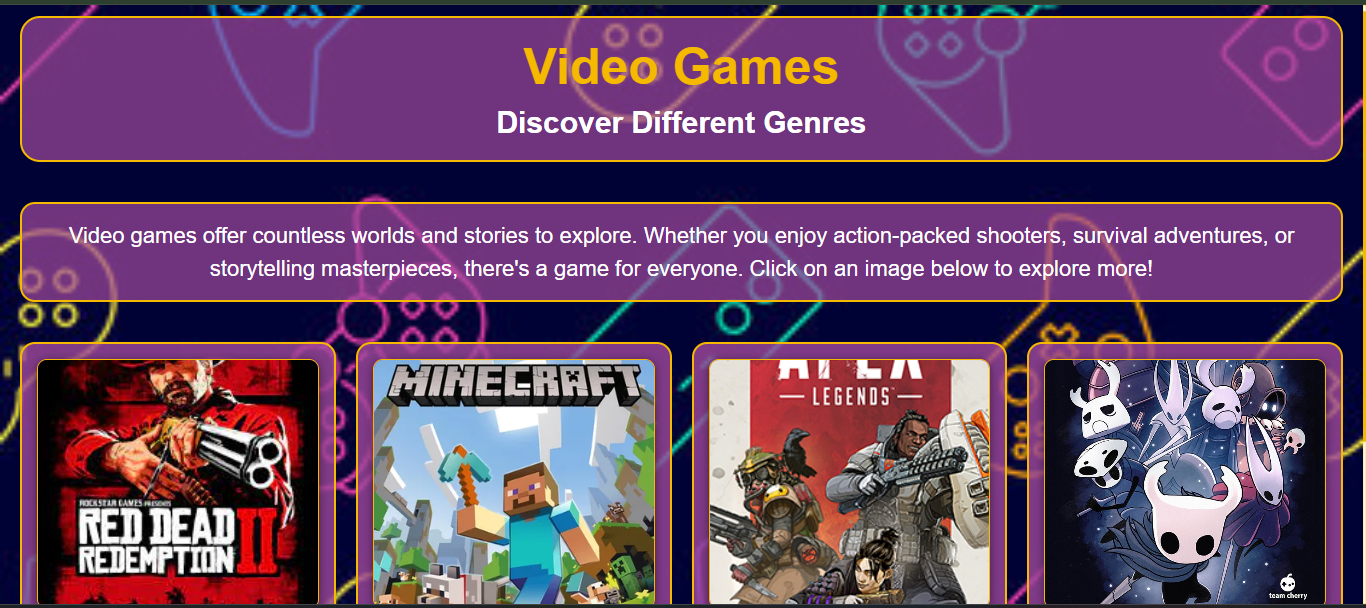 Video Games
Discover Different Genres
Video games offer countless worlds and stories to explore. Whether you enjoy action-packed shooters, survival adventures, or
storytelling masterpieces, there's a game for everyone. Click on an image below to explore more!
ROCKSTAR GAMES PRESENTS
RED DEAD
REDEMPTION II
MINECRAFT
APEX
LEGENDS
team cherry